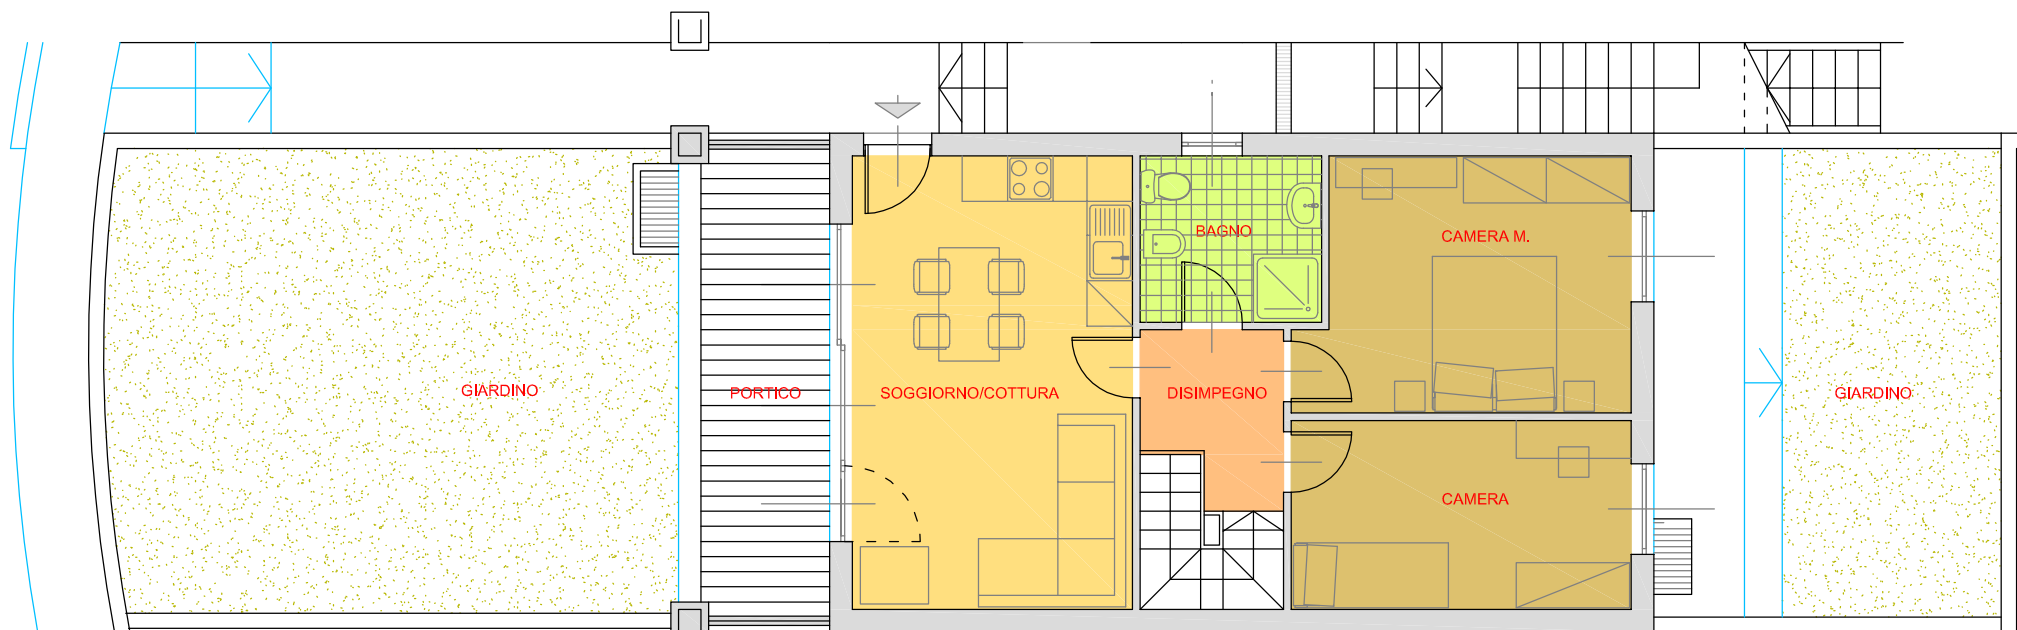 BAGNO
CAMERA M.
GIARDINO
PORTICO
SOGGIORNO/COTTURA
DISIMPEGNO
GIARDINO
CAMERA